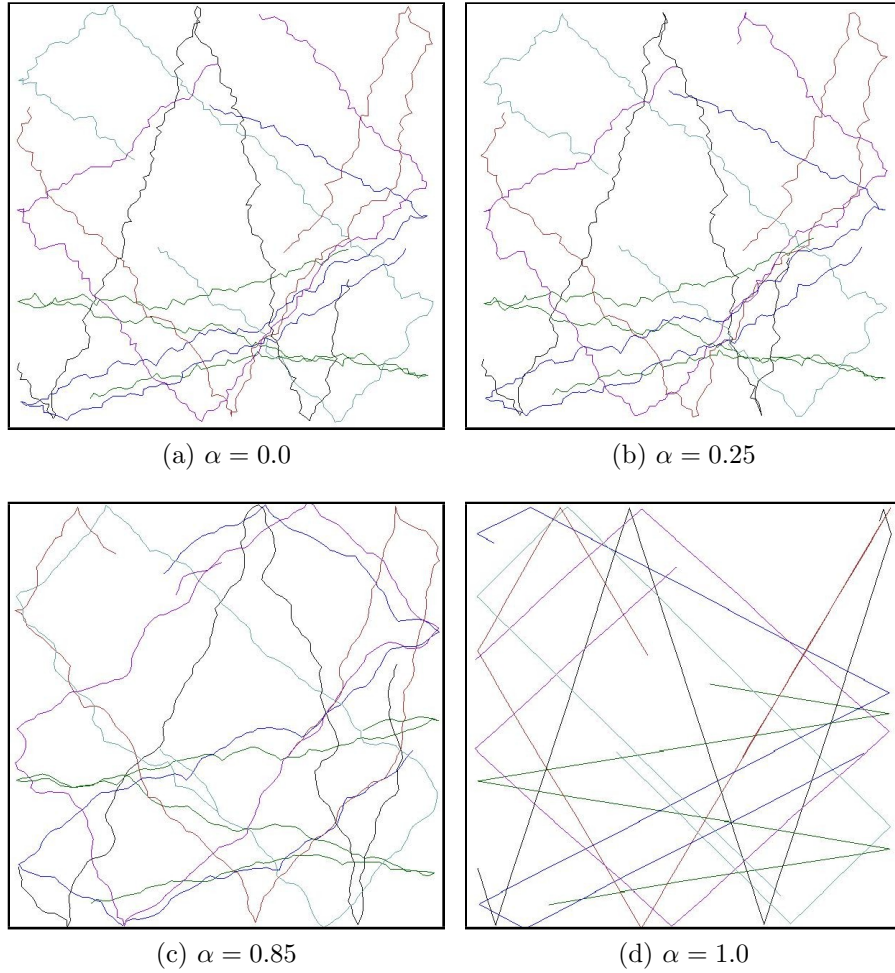 (a) α = 0.0
(b) α = 0.25
(c) α = 0.85
(d) α = 1.0